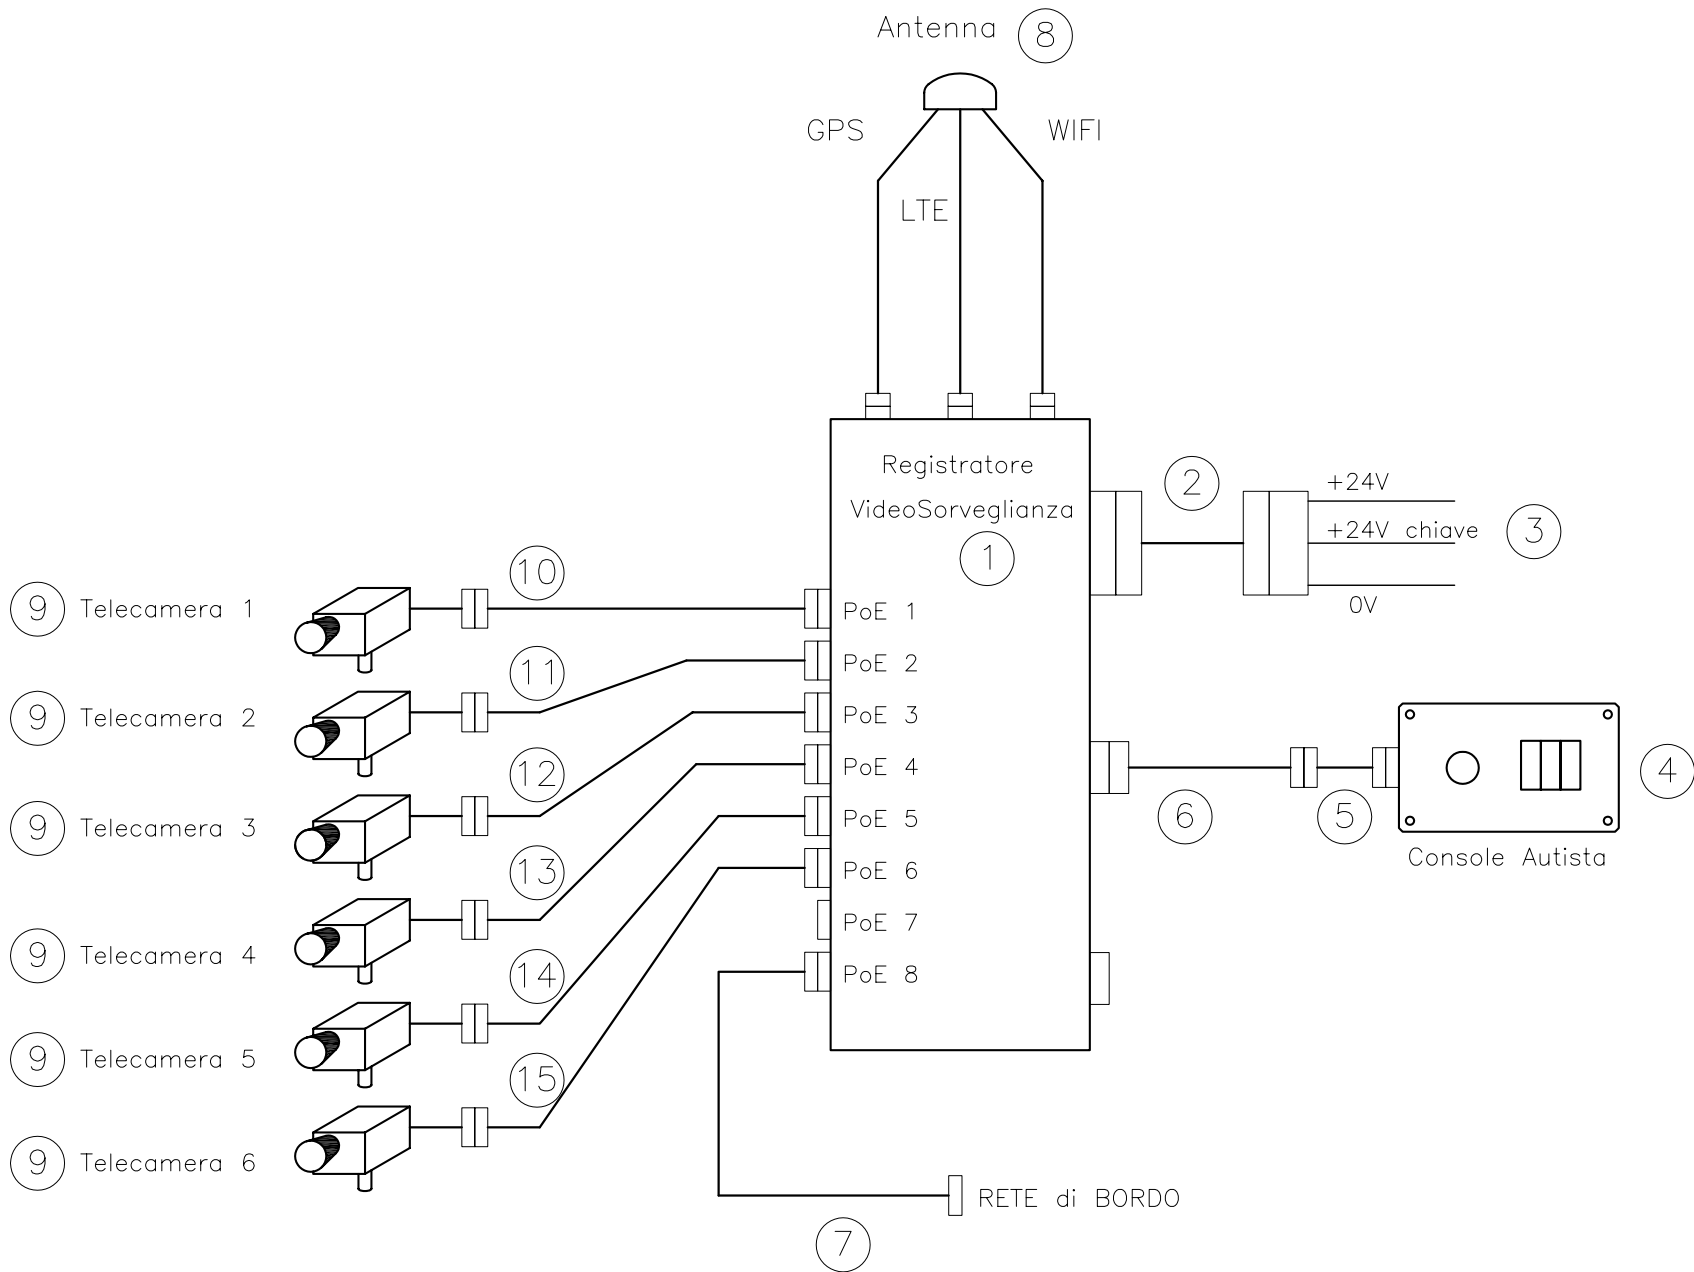 Antenna 8
GPS WIFI
LTE
Registratore
VideoSorveglianza
1
2
+24V
+24V chiave
0V
3
10
9 Telecamera 1
PoE 1
11
PoE 2
9 Telecamera 2
PoE 3
12
PoE 4
9 Telecamera 3
PoE 5
13
PoE 6
PoE 7
9 Telecamera 4
PoE 8
14
9 Telecamera 5
15
9 Telecamera 6
6
5
4
Console Autista
RETE di BORDO
7